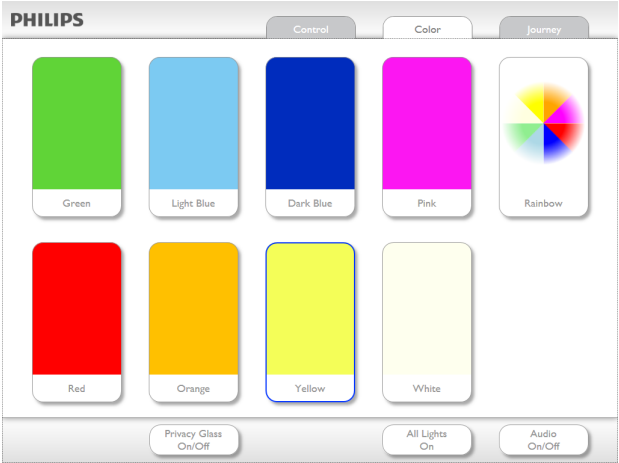 PHILIPS
Control
Color
Journey
Green
Light Blue
Dark Blue
Pink
Rainbow
Red
Orange
Yellow
White
Privacy Glass
On/Off
All Lights
On
Audio
On/Off